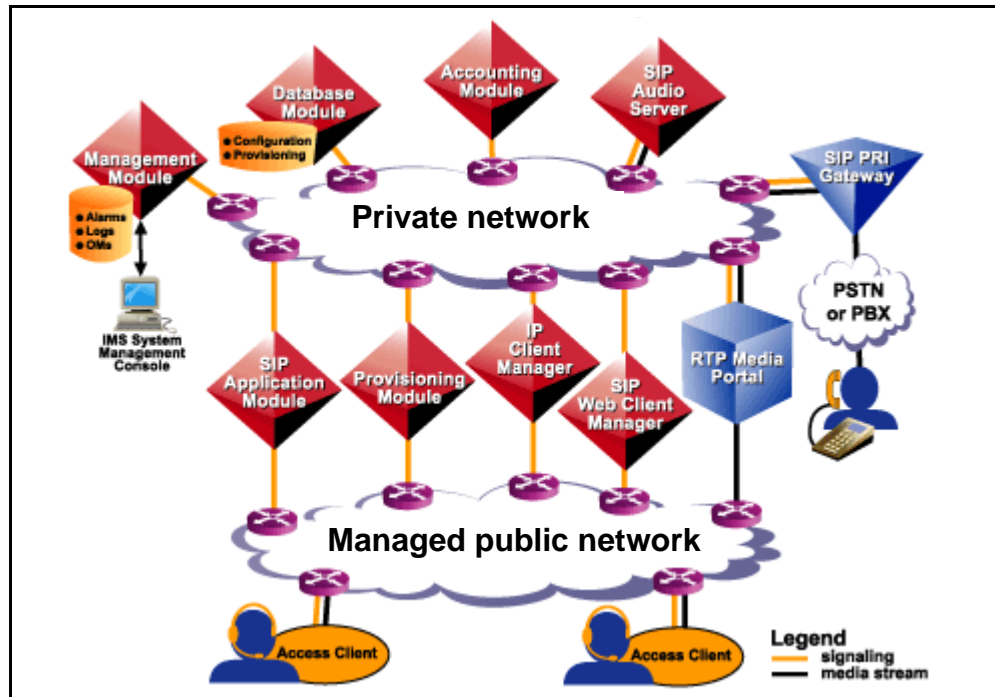 Accounting
Module
SIP
Audio
Server
Database
Module
● Configuration
● Provisioning
Management
Module
SIP PRI
Gateway
● Alarms
● Logs
● OMs
Private network
PSTN
or PBX
IMS System
Management
Console
SIP
Application
Module
Provisioning
Module
IP
Client
Manager
SIP
Web Client
Manager
RTP Media
Portal
Managed public network
Access Client
Access Client
Legend
signaling
media stream